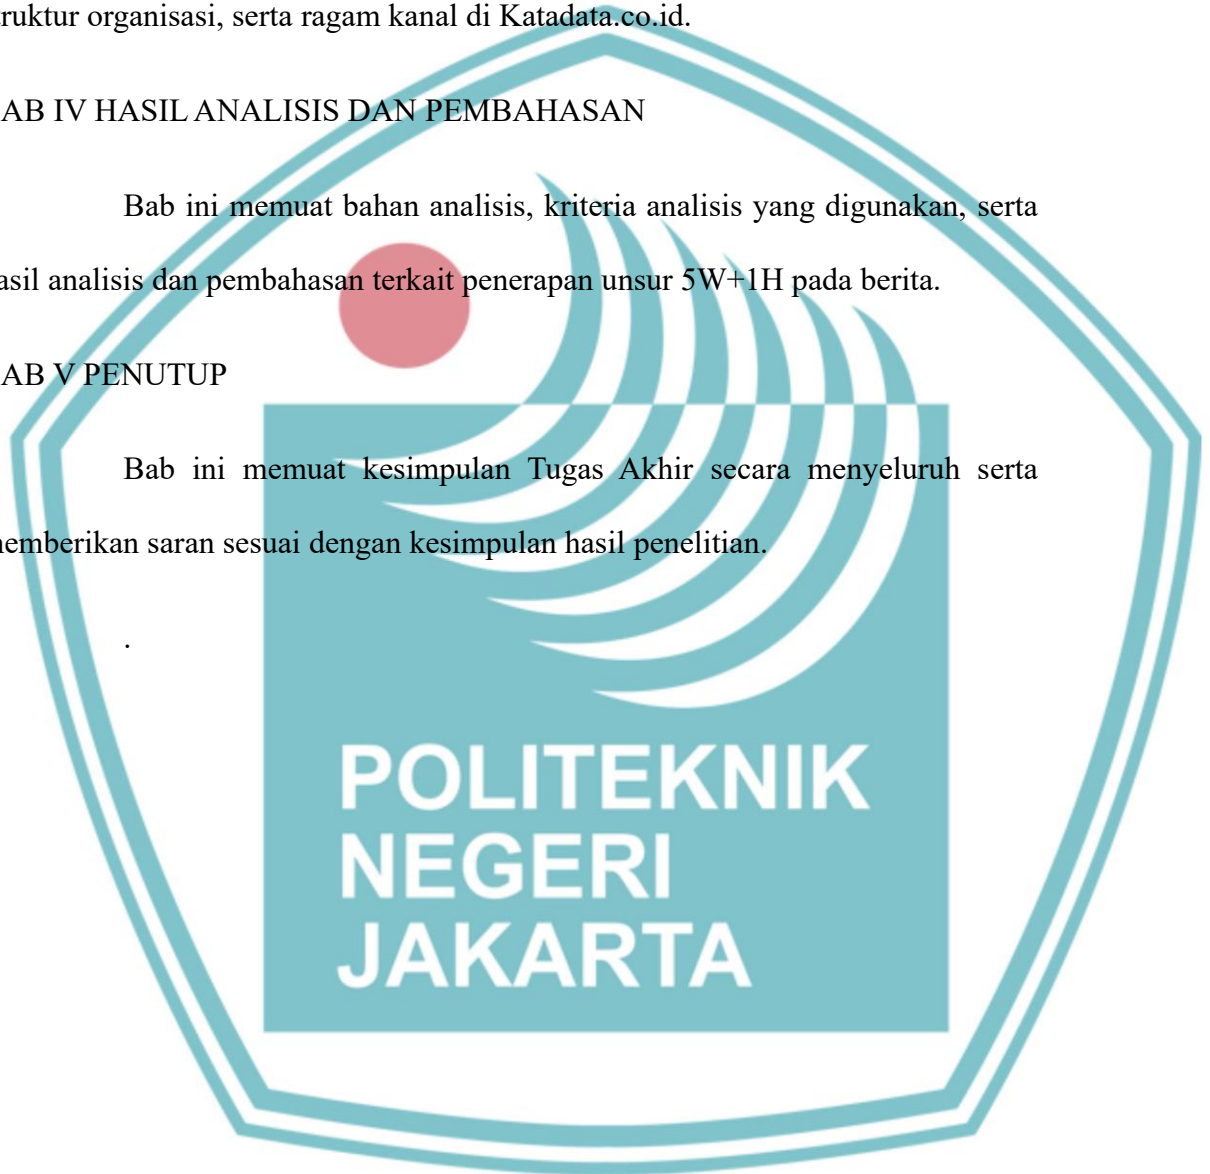 truktur organisasi, serta ragam kanal di Katadata.co.id.
AB IV HASIL ANALISIS DAN PEMBAHASAN
Bab ini memuat bahan analisis, kriteria analisis yang digunakan, serta
asil analisis dan pembahasan terkait penerapan unsur 5W+1H pada berita.
AB V PENUTUP
Bab ini memuat kesimpulan Tugas Akhir secara menyeluruh serta
nemberikan saran sesuai dengan kesimpulan hasil penelitian.
.
POLITEKNIK
NEGERI
JAKARTA